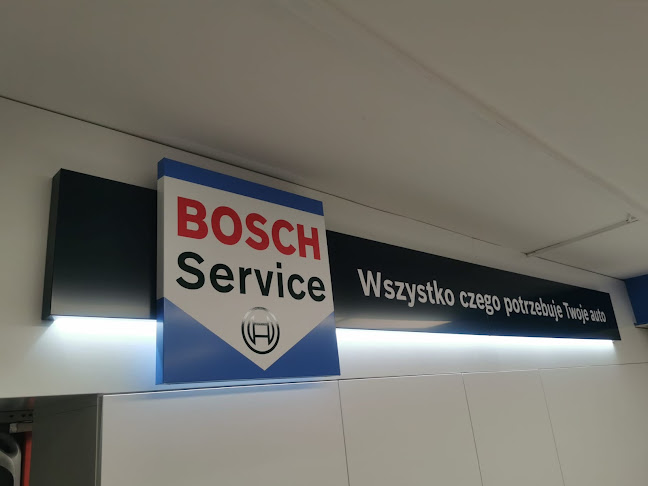 BOSCH
Service
Wszystko czego potrzebuje Twoje auto